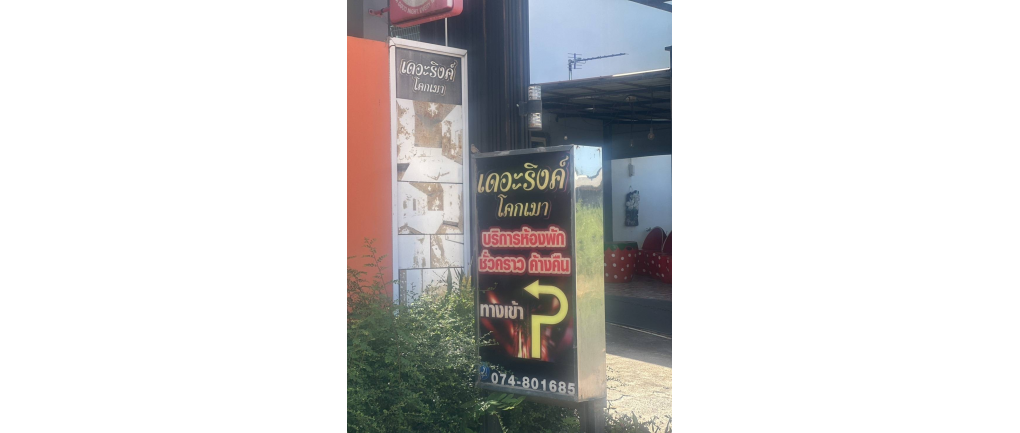 เดอะริงค์
โคกเมา
เดอะริงค์
โคกเมา
บริการห้องพัก
ชั่วคราว ค้างคืน
ทางเข้า
074-801685